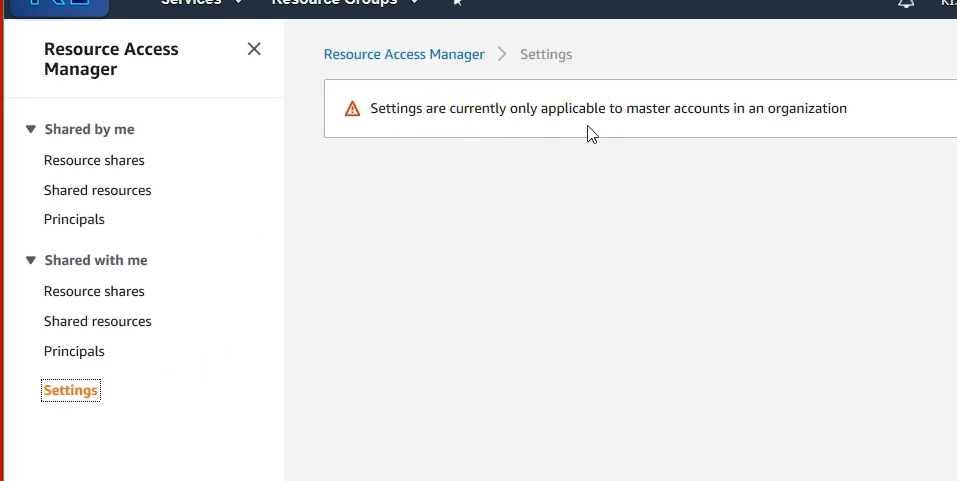 Services
Resource Groups
Resource Access
Manager
Resource Access Manager
Settings
Settings are currently only applicable to master accounts in an organization
Shared by me
Resource shares
Shared resources
Principals
Shared with me
Resource shares
Shared resources
Principals
Settings